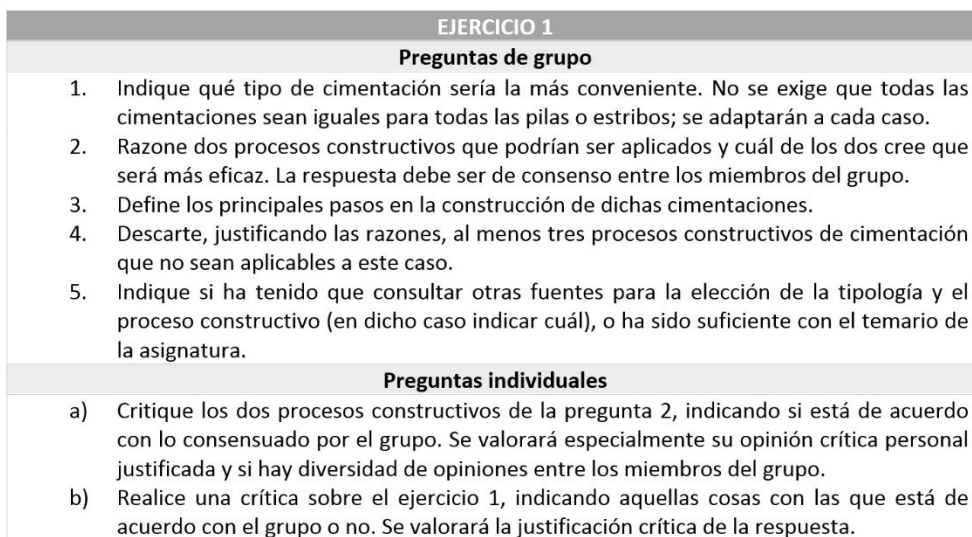 EJERCICIO 1
Preguntas de grupo
1. Indique qué tipo de cimentación sería la más conveniente. No se exige que todas las
cimentaciones sean iguales para todas las pilas o estribos; se adaptarán a cada caso.
2. Razone dos procesos constructivos que podrían ser aplicados y cuál de los dos cree que
será más eficaz. La respuesta debe ser de consenso entre los miembros del grupo.
3. Define los principales pasos en la construcción de dichas cimentaciones.
4. Descarte, justificando las razones, al menos tres procesos constructivos de cimentación
que no sean aplicables a este caso.
5. Indique si ha tenido que consultar otras fuentes para la elección de la tipología y el
proceso constructivo (en dicho caso indicar cuál), o ha sido suficiente con el temario de
la asignatura.
Preguntas individuales
a) Critique los dos procesos constructivos de la pregunta 2, indicando si está de acuerdo
con lo consensuado por el grupo. Se valorará especialmente su opinión crítica personal
justificada y si hay diversidad de opiniones entre los miembros del grupo.
b) Realice una crítica sobre el ejercicio 1, indicando aquellas cosas con las que está de
acuerdo con el grupo o no. Se valorará la justificación crítica de la respuesta.